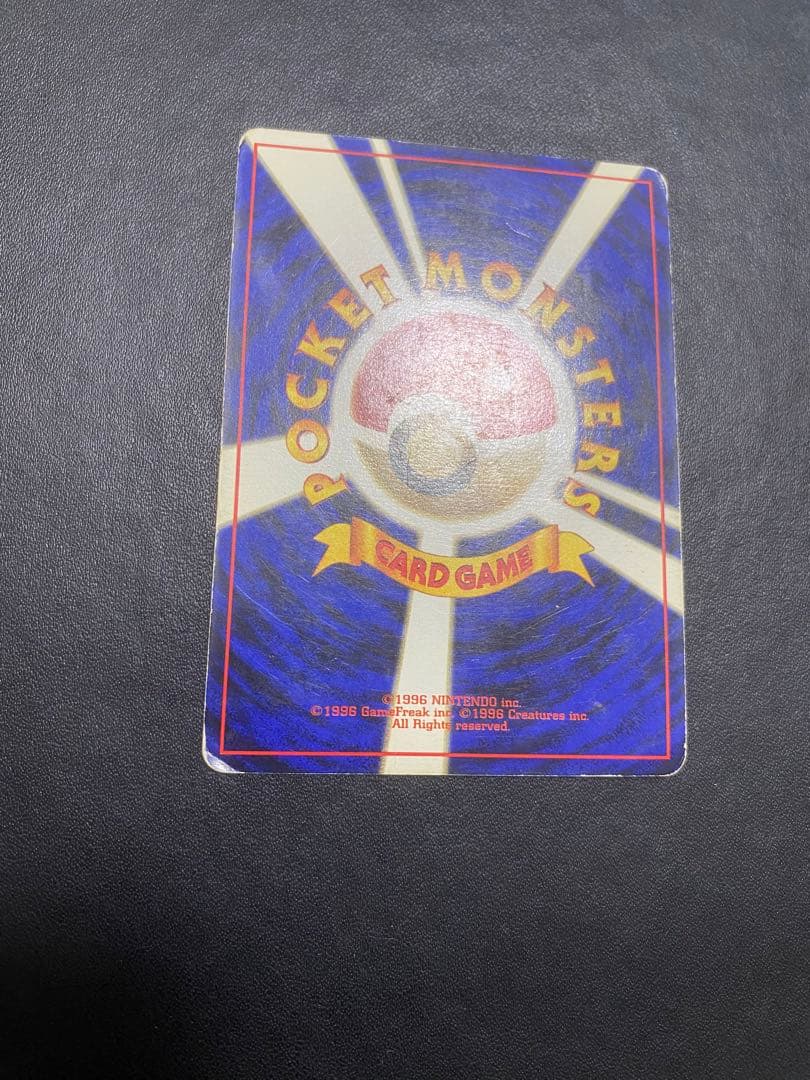 POCKET MONSTERS
CARD GAME
©1996 NINTENDO inc.
©1996 GameFreak inc. ©1996 Creatures inc.
All Rights reserved.